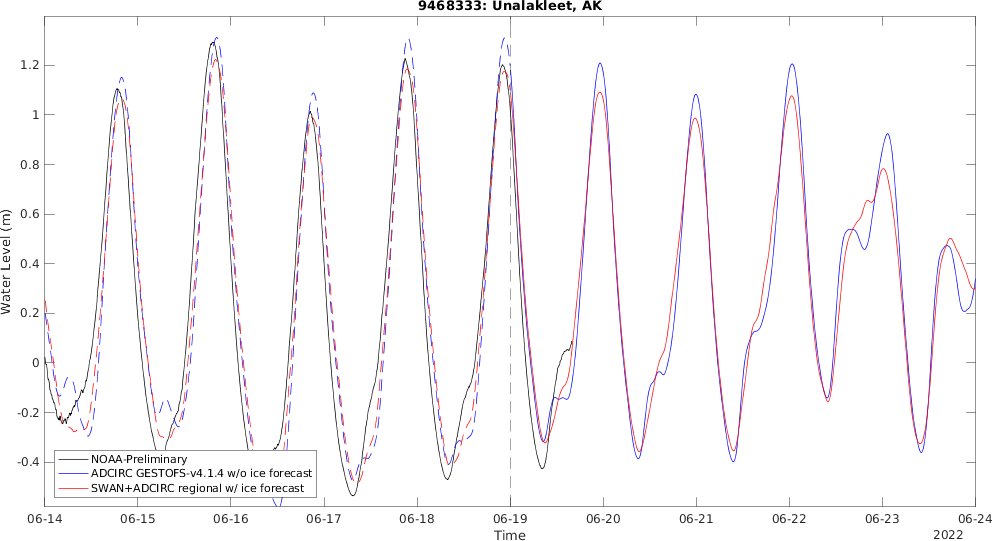 9468333: Unalakleet, AK
1.2
1
0.8
0.6
0.4
0.2
0
-0.2
-0.4
Water Level (m)
NOAA-Preliminary
ADCIRC GESTOFS-v4.1.4 w/o ice forecast
SWAN+ADCIRC regional w/ ice forecast
06-14 06-15 06-16 06-17 06-18 06-19 06-20 06-21 06-22 06-23 06-24
Time
2022